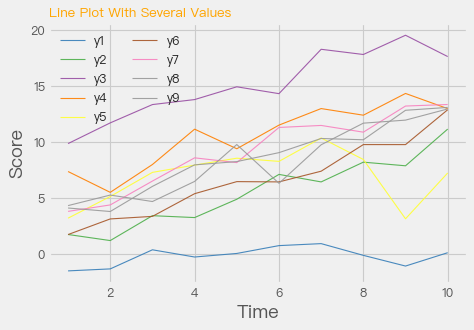 Line Plot With Several Values
20
15
10
5
0
Score
y1
y2
y3
y4
y5
y6
y7
y8
y9
2 4 6 8 10
Time